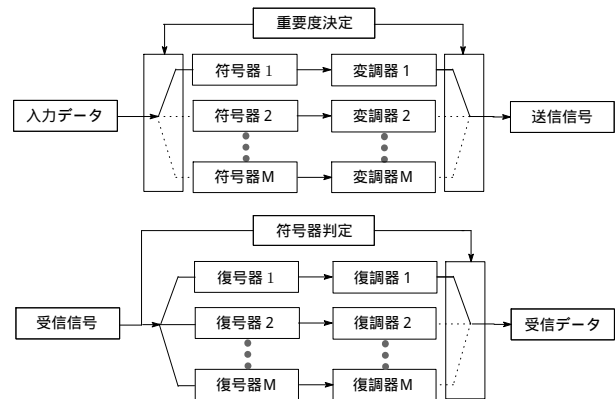 重要度決定
符号器 1
変調器 1
入力データ
符号器 2
変調器 2
送信信号
符号器M
変調器M
符号器判定
復号器 1
復調器 1
受信信号
復号器 2
復調器 2
受信データ
復号器M
復調器M